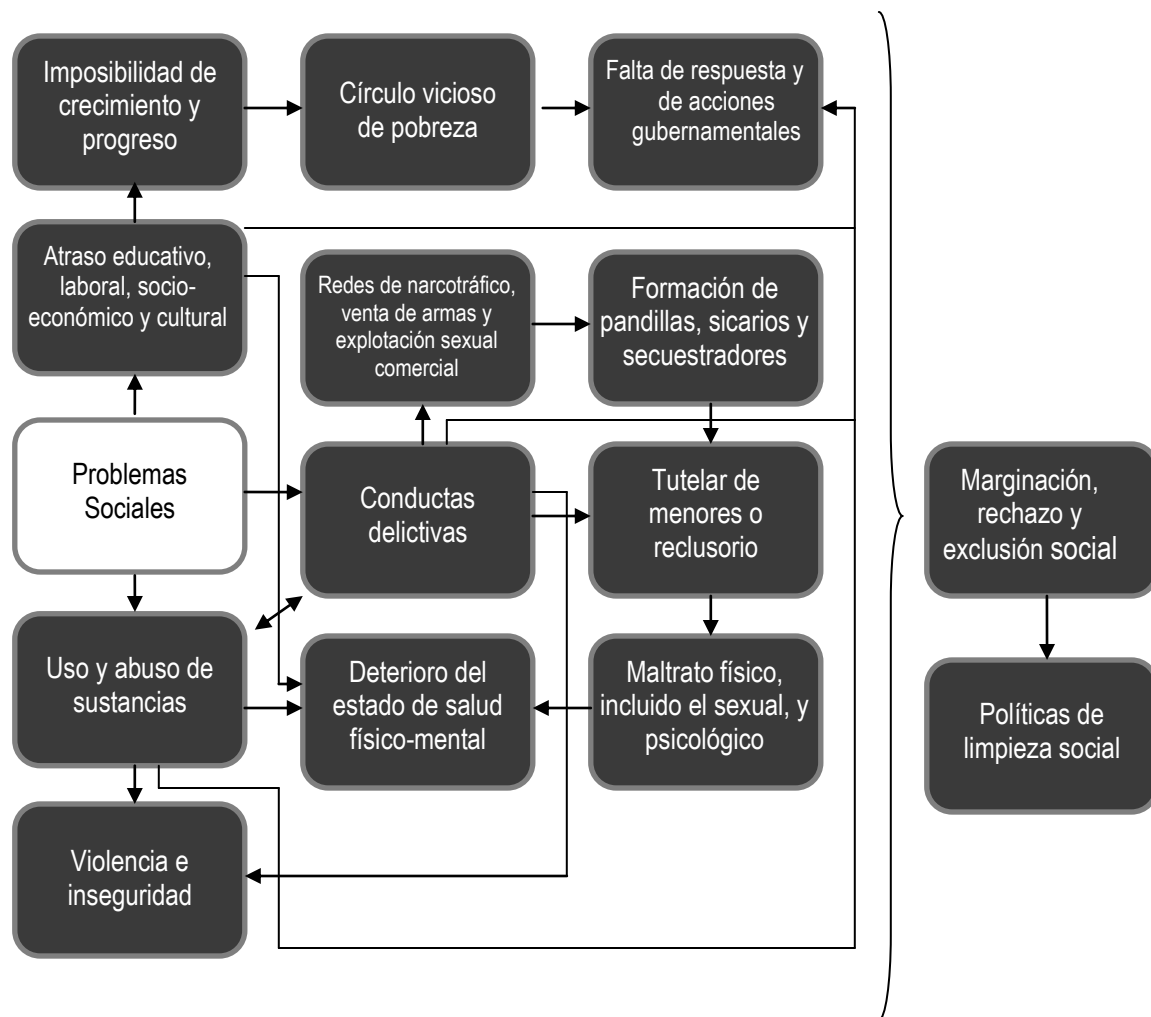 Imposibilidad de
crecimiento y
progreso
Círculo vicioso
de pobreza
Falta de respuesta y
de acciones
gubernamentales
Atraso educativo,
laboral, socio-
económico y cultural
Redes de narcotráfico,
venta de armas y
explotación sexual
comercial
Formación de
pandillas, sicarios y
secuestradores
Problemas
Sociales
Conductas
delictivas
Tutelar de
menores o
reclusorio
Marginación,
rechazo y
exclusión social
Uso y abuso de
sustancias
Deterioro del
estado de salud
físico-mental
Maltrato físico,
incluido el sexual, y
psicológico
Políticas de
limpieza social
Violencia e
inseguridad